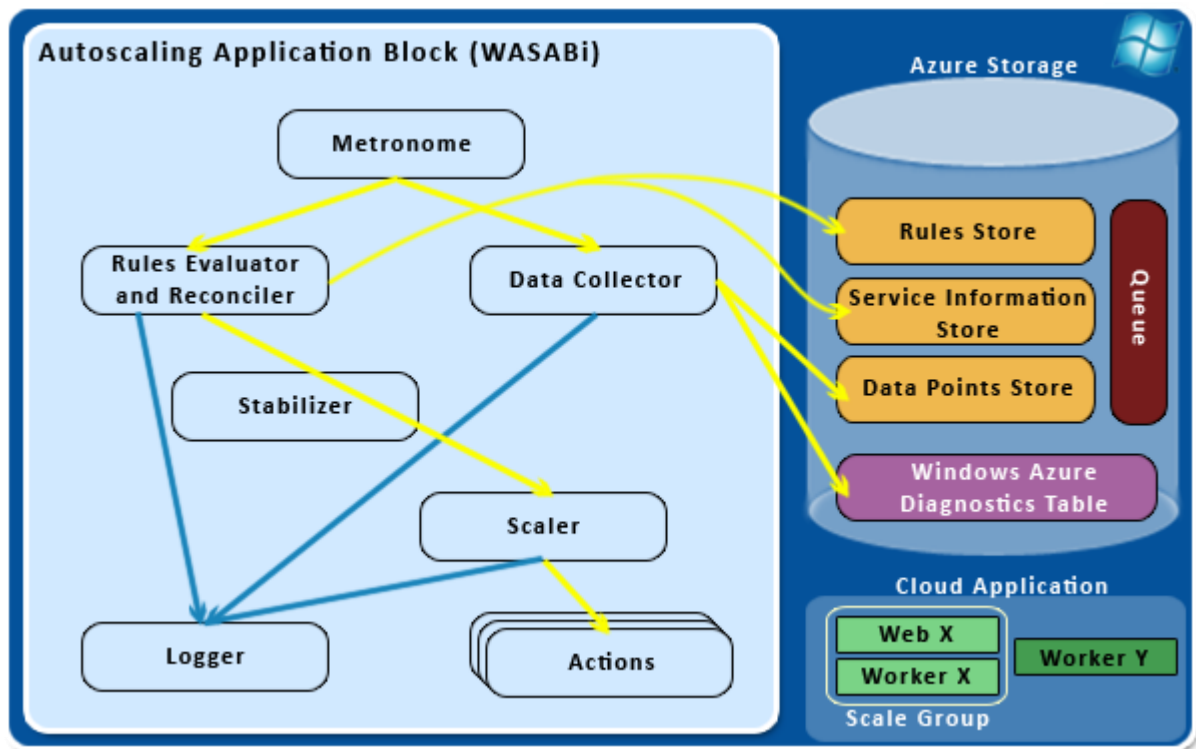 Autoscaling Application Block (WASABi)
Metronome
Rules Evaluator
and Reconciler
Data Collector
Stabilizer
Scaler
Logger
Actions
Azure Storage
Rules Store
Service Information
Store
Data Points Store
Queue
Windows Azure
Diagnostics Table
Cloud Application
Web X
Worker X
Worker Y
Scale Group